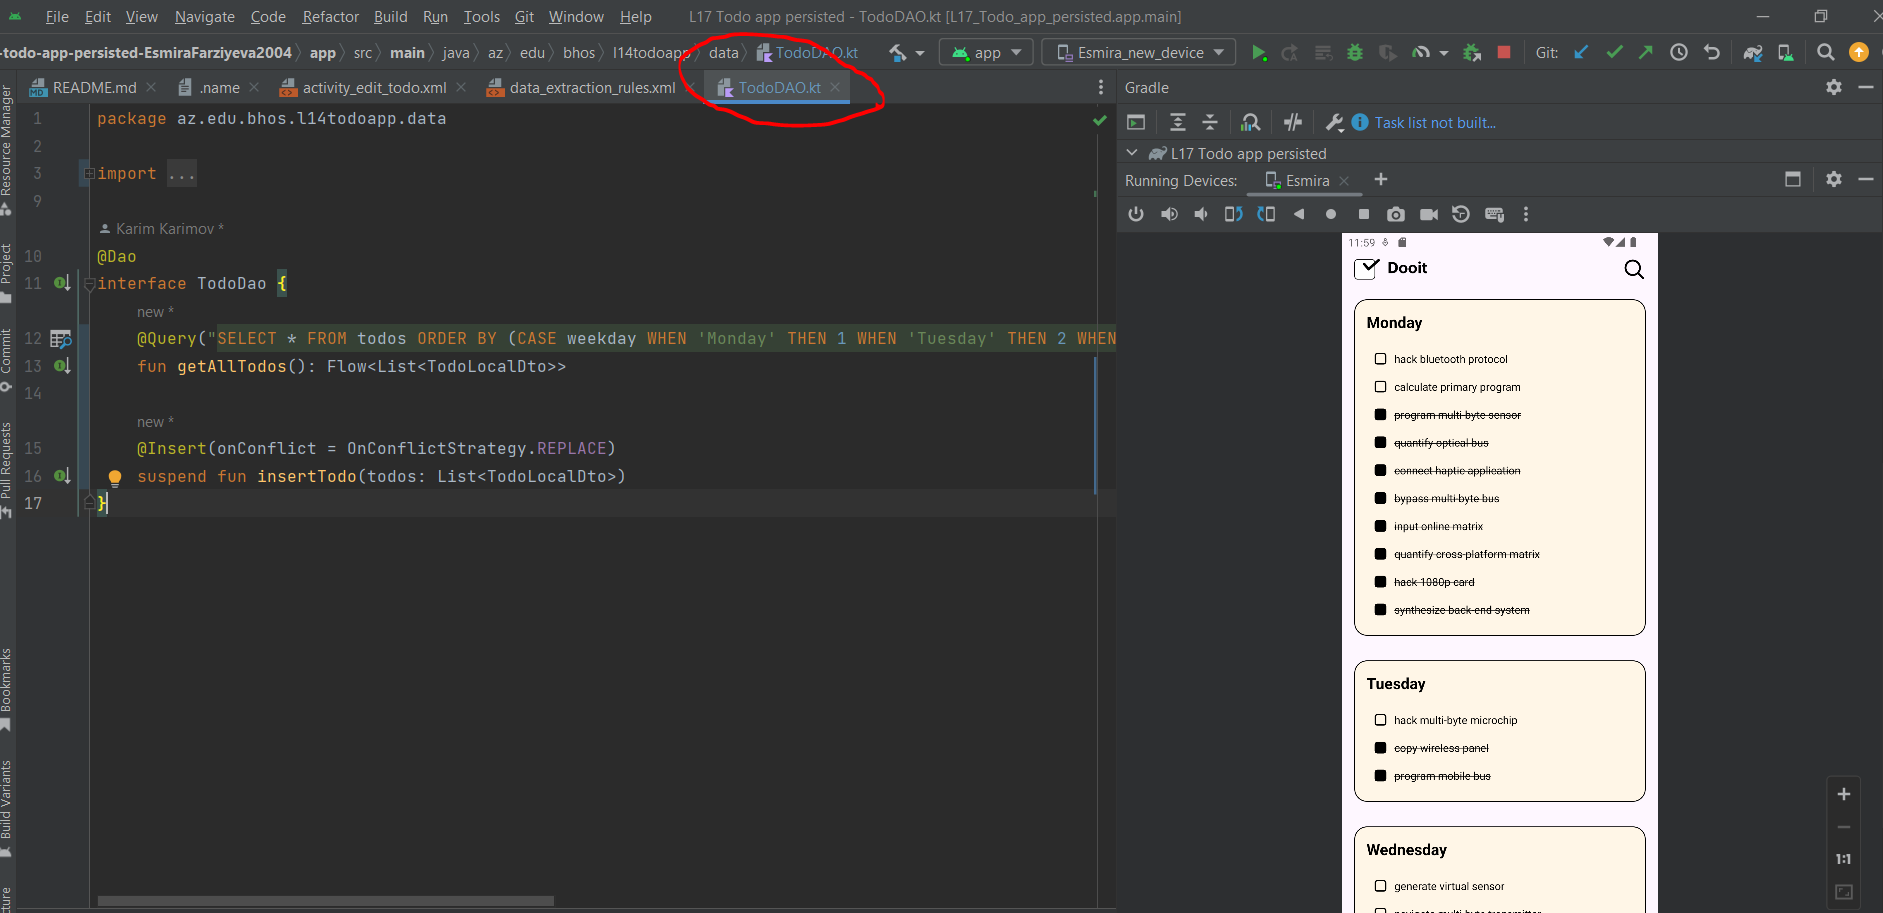 File Edit View Navigate Code Refactor Build Run Tools Git Window Help L17 Todo app persisted - TodoDAO.kt [L17_Todo_app_persisted.app.main]
-todo-app-persisted-EsmiraFarziyeva2004 app src main java az edu bhos l14todoapp data TodoDAO.kt app Esmira_new_device Git:
README.md .name activity_edit_todo.xml data_extraction_rules.xml TodoDAO.kt
Resource Manager
Project
Commit
Pull Requests
Bookmarks
Build Variants
cture
1 package az.edu.bhos.l14todoapp.data
2
3 import ...
9
Karim Karimov *
10 @Dao
11 interface TodoDao {
new *
12 @Query("SELECT * FROM todos ORDER BY (CASE weekday WHEN 'Monday' THEN 1 WHEN 'Tuesday' THEN 2 WHEN
13 fun getAllTodos(): Flow<List<TodoLocalDto>>
14
new *
15 @Insert(onConflict = OnConflictStrategy.REPLACE)
16 suspend fun insertTodo(todos: List<TodoLocalDto>)
17 }
Gradle
Task list not built...
L17 Todo app persisted
Running Devices: Esmira
11:59
Dooit
Monday
hack bluetooth protocol
calculate primary program
program multi-byte sensor
quantify optical bus
connect haptic application
bypass multi-byte bus
input online matrix
quantify cross-platform matrix
hack 1080p card
synthesize back-end system
Tuesday
hack multi-byte microchip
copy wireless panel
program mobile bus
Wednesday
generate virtual sensor
1:1